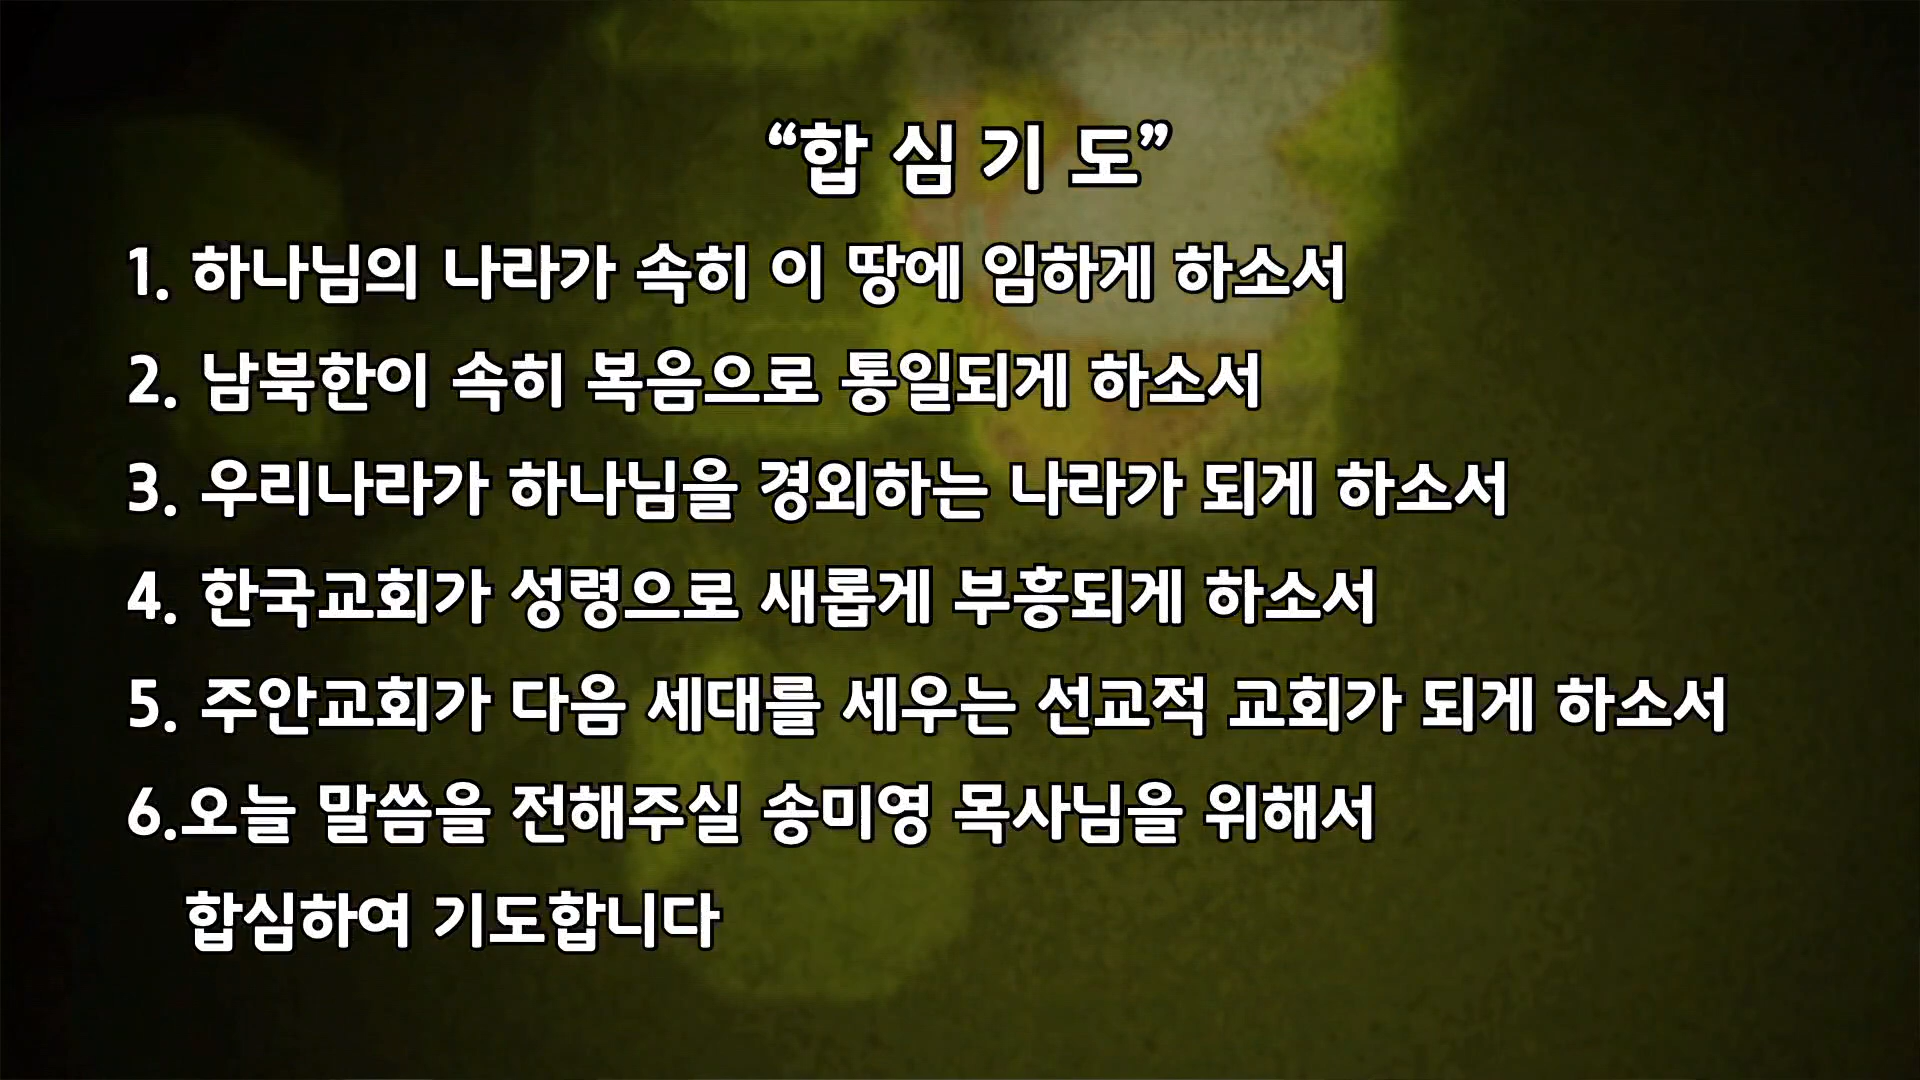 “합 심 기 도”
1. 하나님의 나라가 속히 이 땅에 임하게 하소서
2. 남북한이 속히 복음으로 통일되게 하소서
3. 우리나라가 하나님을 경외하는 나라가 되게 하소서
4. 한국교회가 성령으로 새롭게 부흥되게 하소서
5. 주안교회가 다음 세대를 세우는 선교적 교회가 되게 하소서
6.오늘 말씀을 전해주실 송미영 목사님을 위해서
합심하여 기도합니다